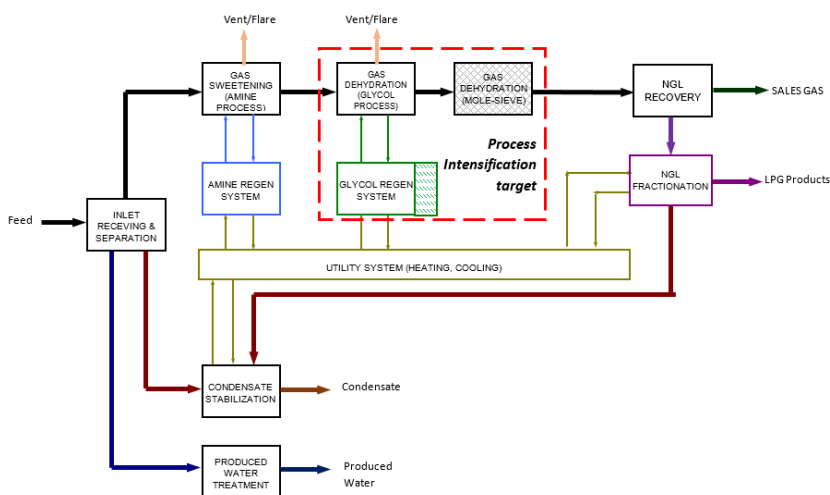 Vent/Flare
Vent/Flare
GAS
SWEETENING
(AMINE
PROCESS)
GAS
DEHYDRATION
(GLYCOL
PROCESS)
GAS
DEHYDRATION
(MOLE-SIEVE)
NGL
RECOVERY
SALES GAS
Process
Intensification
target
AMINE REGEN
SYSTEM
GLYCOL REGEN
SYSTEM
NGL
FRACTIONATION
LPG Products
Feed
INLET
RECEVING &
SEPARATION
UTILITY SYSTEM (HEATING, COOLING)
CONDENSATE
STABILIZATION
Condensate
PRODUCED
WATER
TREATMENT
Produced
Water